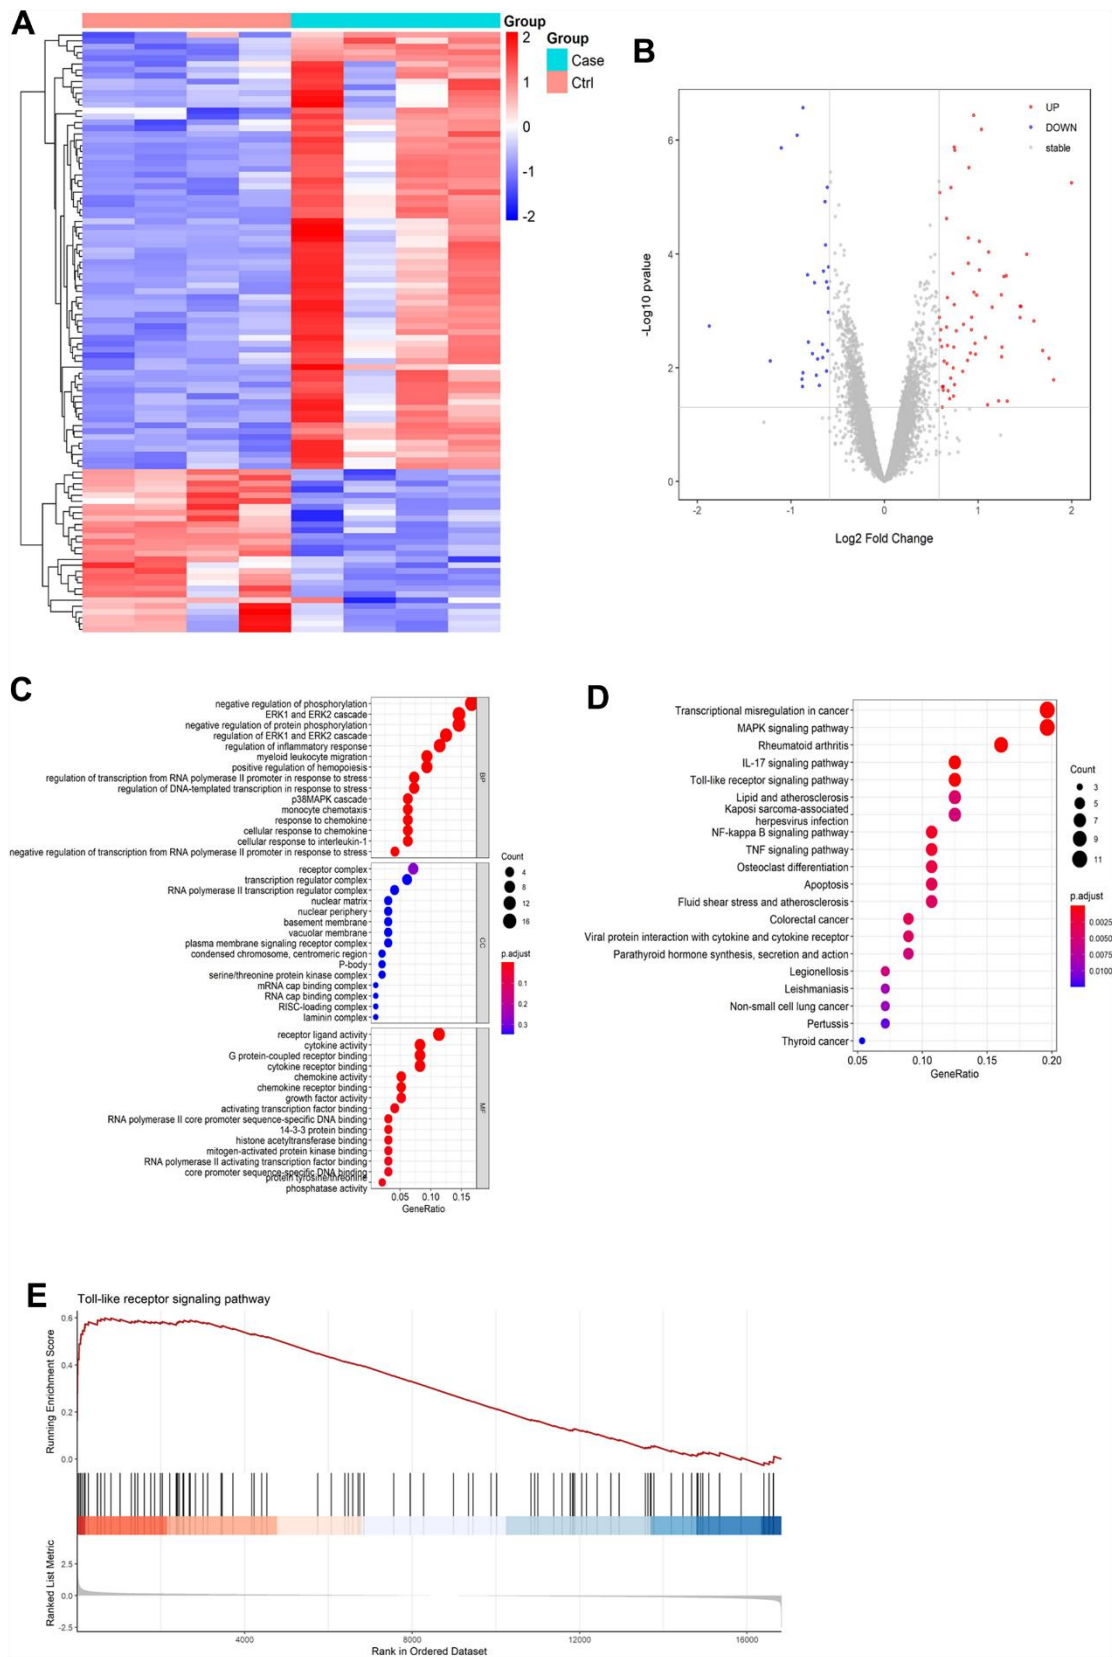 A
Group
2
1
0
-1
-2
Group
Case
Ctrl
B
UP
DOWN
stable
6
4
2
0
-Log10 pvalue
-2
-1
0
1
2
Log2 Fold Change
C
negative regulation of phosphorylation
ERK1 and ERK2 cascade
negative regulation of protein phosphorylation
regulation of ERK1 and ERK2 cascade
regulation of inflammatory response
myeloid leukocyte migration
positive regulation of hemopoiesis
regulation of transcription from RNA polymerase II promoter in response to stress
regulation of DNA-templated transcription in response to stress
p38MAPK cascade
monocyte chemotaxis
response to chemokine
cellular response to chemokine
cellular response to interleukin-1
negative regulation of transcription from RNA polymerase II promoter in response to stress
BP
receptor complex
transcription regulator complex
RNA polymerase II transcription regulator complex
nuclear matrix
nuclear periphery
basement membrane
vacuolar membrane
plasma membrane signaling receptor complex
condensed chromosome, centromeric region
P-body
serine/threonine protein kinase complex
mRNA cap binding complex
RNA cap binding complex
RISC-loading complex
laminin complex
CC
receptor ligand activity
cytokine activity
G protein-coupled receptor binding
cytokine receptor binding
chemokine activity
chemokine receptor binding
growth factor activity
activating transcription factor binding
RNA polymerase II core promoter sequence-specific DNA binding
14-3-3 protein binding
histone acetyltransferase binding
mitogen-activated protein kinase binding
RNA polymerase II activating transcription factor binding
core promoter sequence-specific DNA binding
protein tyrosine/threonine
phosphatase activity
MF
0.05
0.10
0.15
GeneRatio
Count
4
8
12
16
p.adjust
0.1
0.2
0.3
D
Transcriptional misregulation in cancer
MAPK signaling pathway
Rheumatoid arthritis
IL-17 signaling pathway
Toll-like receptor signaling pathway
Lipid and atherosclerosis
Kaposi sarcoma-associated
herpesvirus infection
NF-kappa B signaling pathway
TNF signaling pathway
Osteoclast differentiation
Apoptosis
Fluid shear stress and atherosclerosis
Colorectal cancer
Viral protein interaction with cytokine and cytokine receptor
Parathyroid hormone synthesis, secretion and action
Legionellosis
Leishmaniasis
Non-small cell lung cancer
Pertussis
Thyroid cancer
0.05
0.10
0.15
0.20
GeneRatio
Count
3
5
7
9
11
p.adjust
0.0025
0.0050
0.0075
0.0100
E
Toll-like receptor signaling pathway
0.6
0.4
0.2
0.0
Running Enrichment Score
2.5
0.0
-2.5
Ranked List Metric
4000
8000
12000
16000
Rank in Ordered Dataset